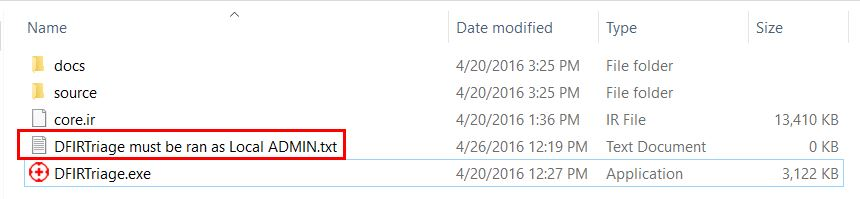 Name Date modified Type Size
docs 4/20/2016 3:25 PM File folder
source 4/20/2016 3:25 PM File folder
core.ir 4/20/2016 1:36 PM IR File 13,410 KB
DFIRTriage must be ran as Local ADMIN.txt 4/26/2016 12:19 PM Text Document 0 KB
DFIRTriage.exe 4/20/2016 12:27 PM Application 3,122 KB